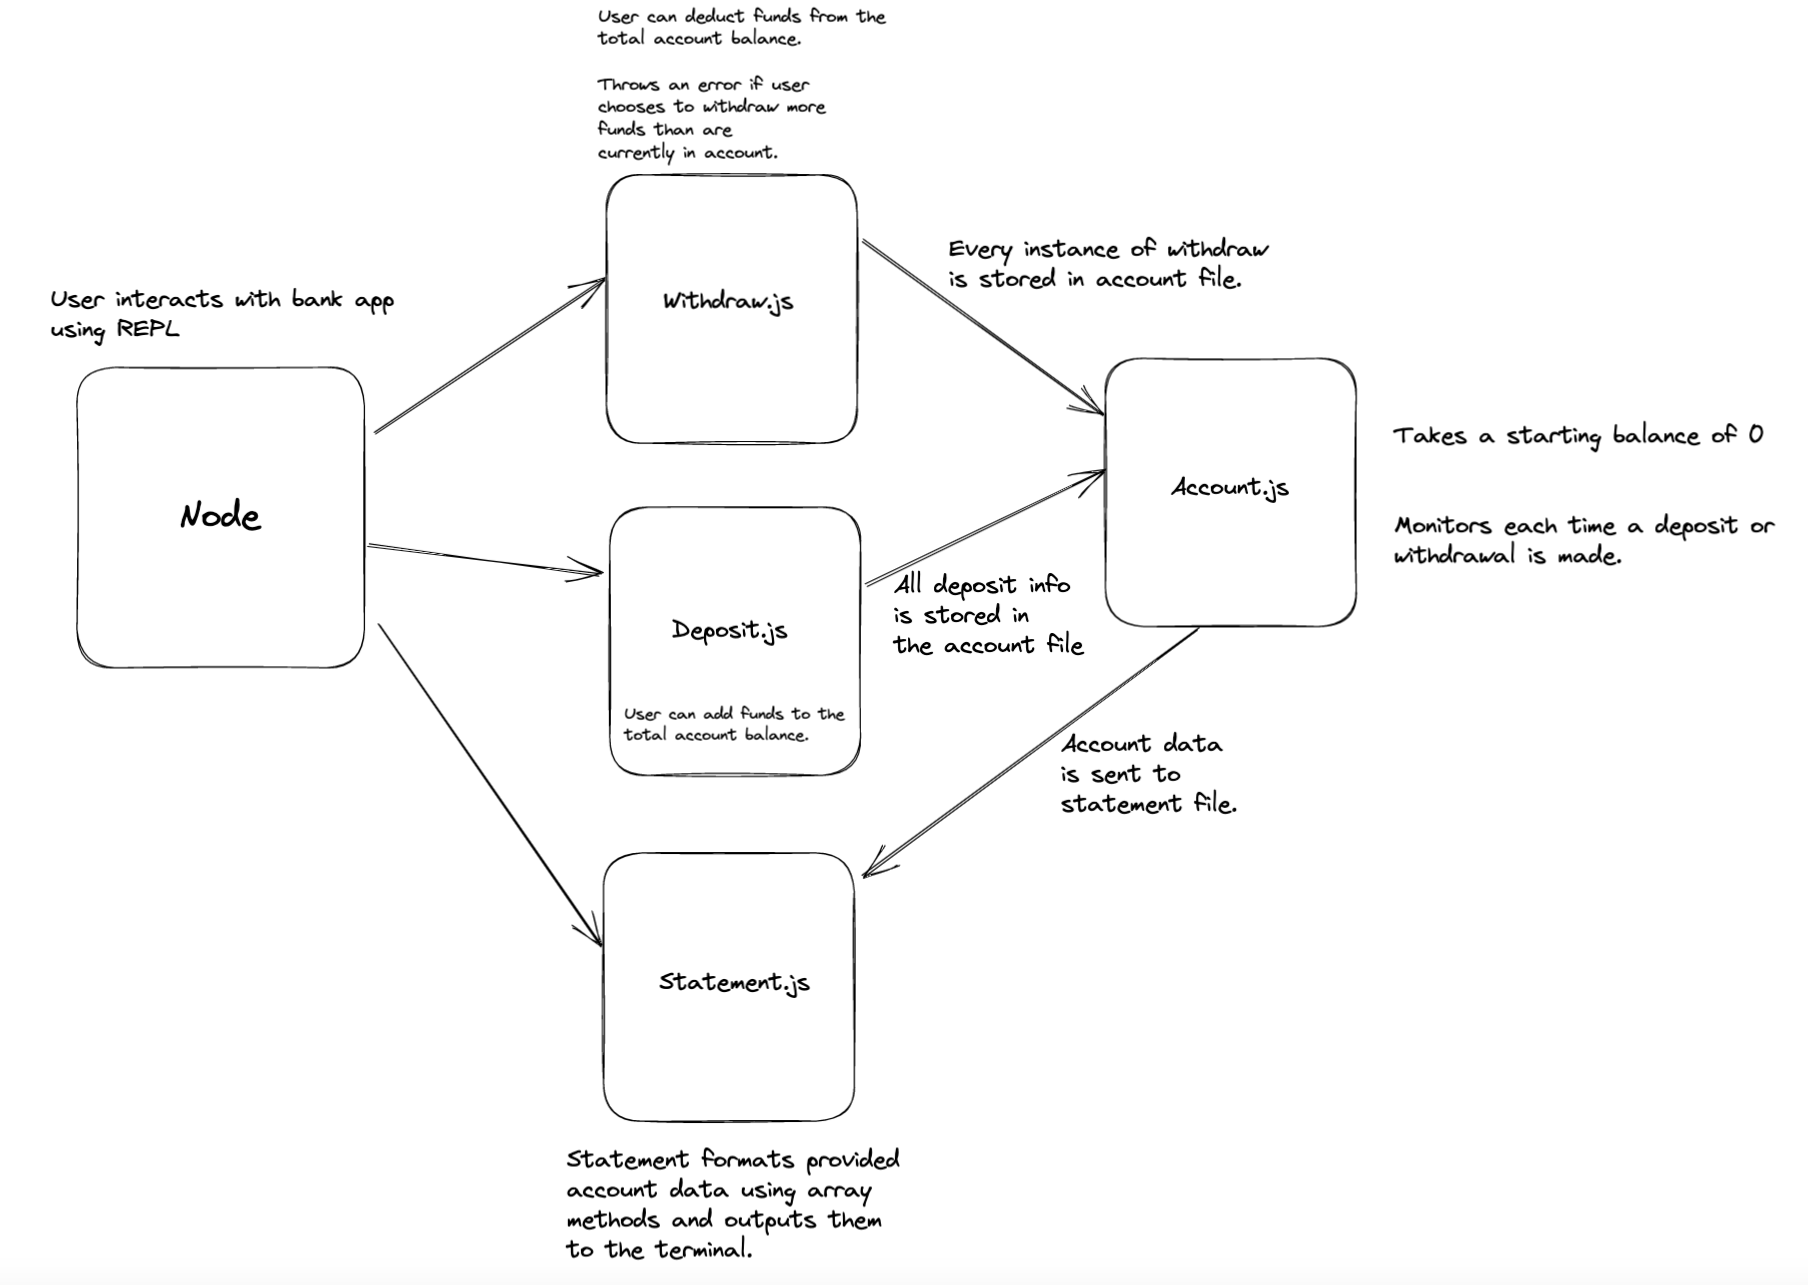 User can deduct funds from the
total account balance.
Throws an error if user
chooses to withdraw more
funds than are
currently in account.
User interacts with bank app
using REPL
Node
Withdraw.js
Every instance of withdraw
is stored in account file.
Account.js
Takes a starting balance of 0
Monitors each time a deposit or
withdrawal is made.
Deposit.js
User can add funds to the
total account balance.
All deposit info
is stored in
the account file
Account data
is sent to
statement file.
Statement.js
Statement formats provided
account data using array
methods and outputs them
to the terminal.